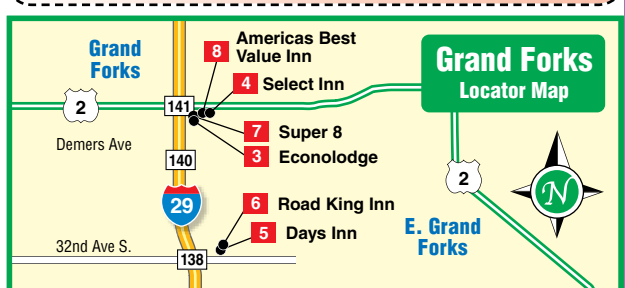 Grand
Forks
8
Americas Best
Value Inn
Grand Forks
Locator Map
4 Select Inn
2
141
Demers Ave
7 Super 8
3 Econolodge
140
2
N
29
6 Road King Inn
5 Days Inn
E. Grand
Forks
32nd Ave S.
138